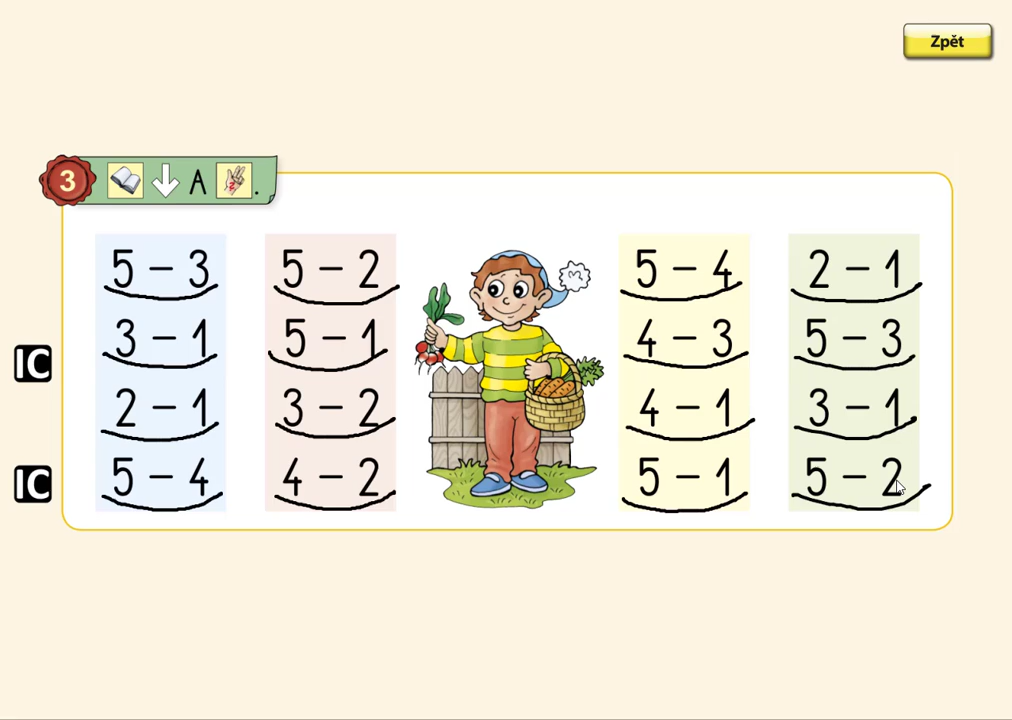 Zpět
3 A .
5 – 3
3 – 1
2 – 1
5 – 4
5 – 2
5 – 1
3 – 2
4 – 2
5 – 4
4 – 3
4 – 1
5 – 1
2 – 1
5 – 3
3 – 1
5 – 2
IC
IC